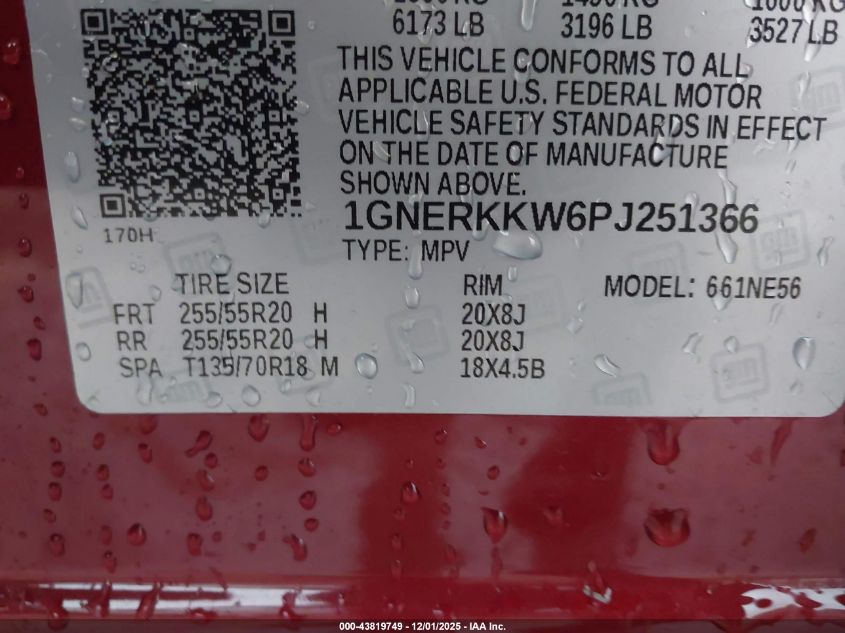 6173 LB 3196 LB 3527 LB
THIS VEHICLE CONFORMS TO ALL
APPLICABLE U.S. FEDERAL MOTOR
VEHICLE SAFETY STANDARDS IN EFFECT
ON THE DATE OF MANUFACTURE
SHOWN ABOVE.
170H
1GNERKKW6PJ251366
TYPE: MPV
TIRE SIZE RIM MODEL: 661NE56
FRT 255/55R20 H 20X8J
RR 255/55R20 H 20X8J
SPA T135/70R18 M 18X4.5B
000-43819749 - 12/01/2025 - IAA Inc.